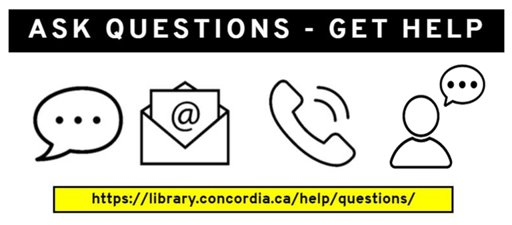 ASK QUESTIONS - GET HELP
@
https://library.concordia.ca/help/questions/